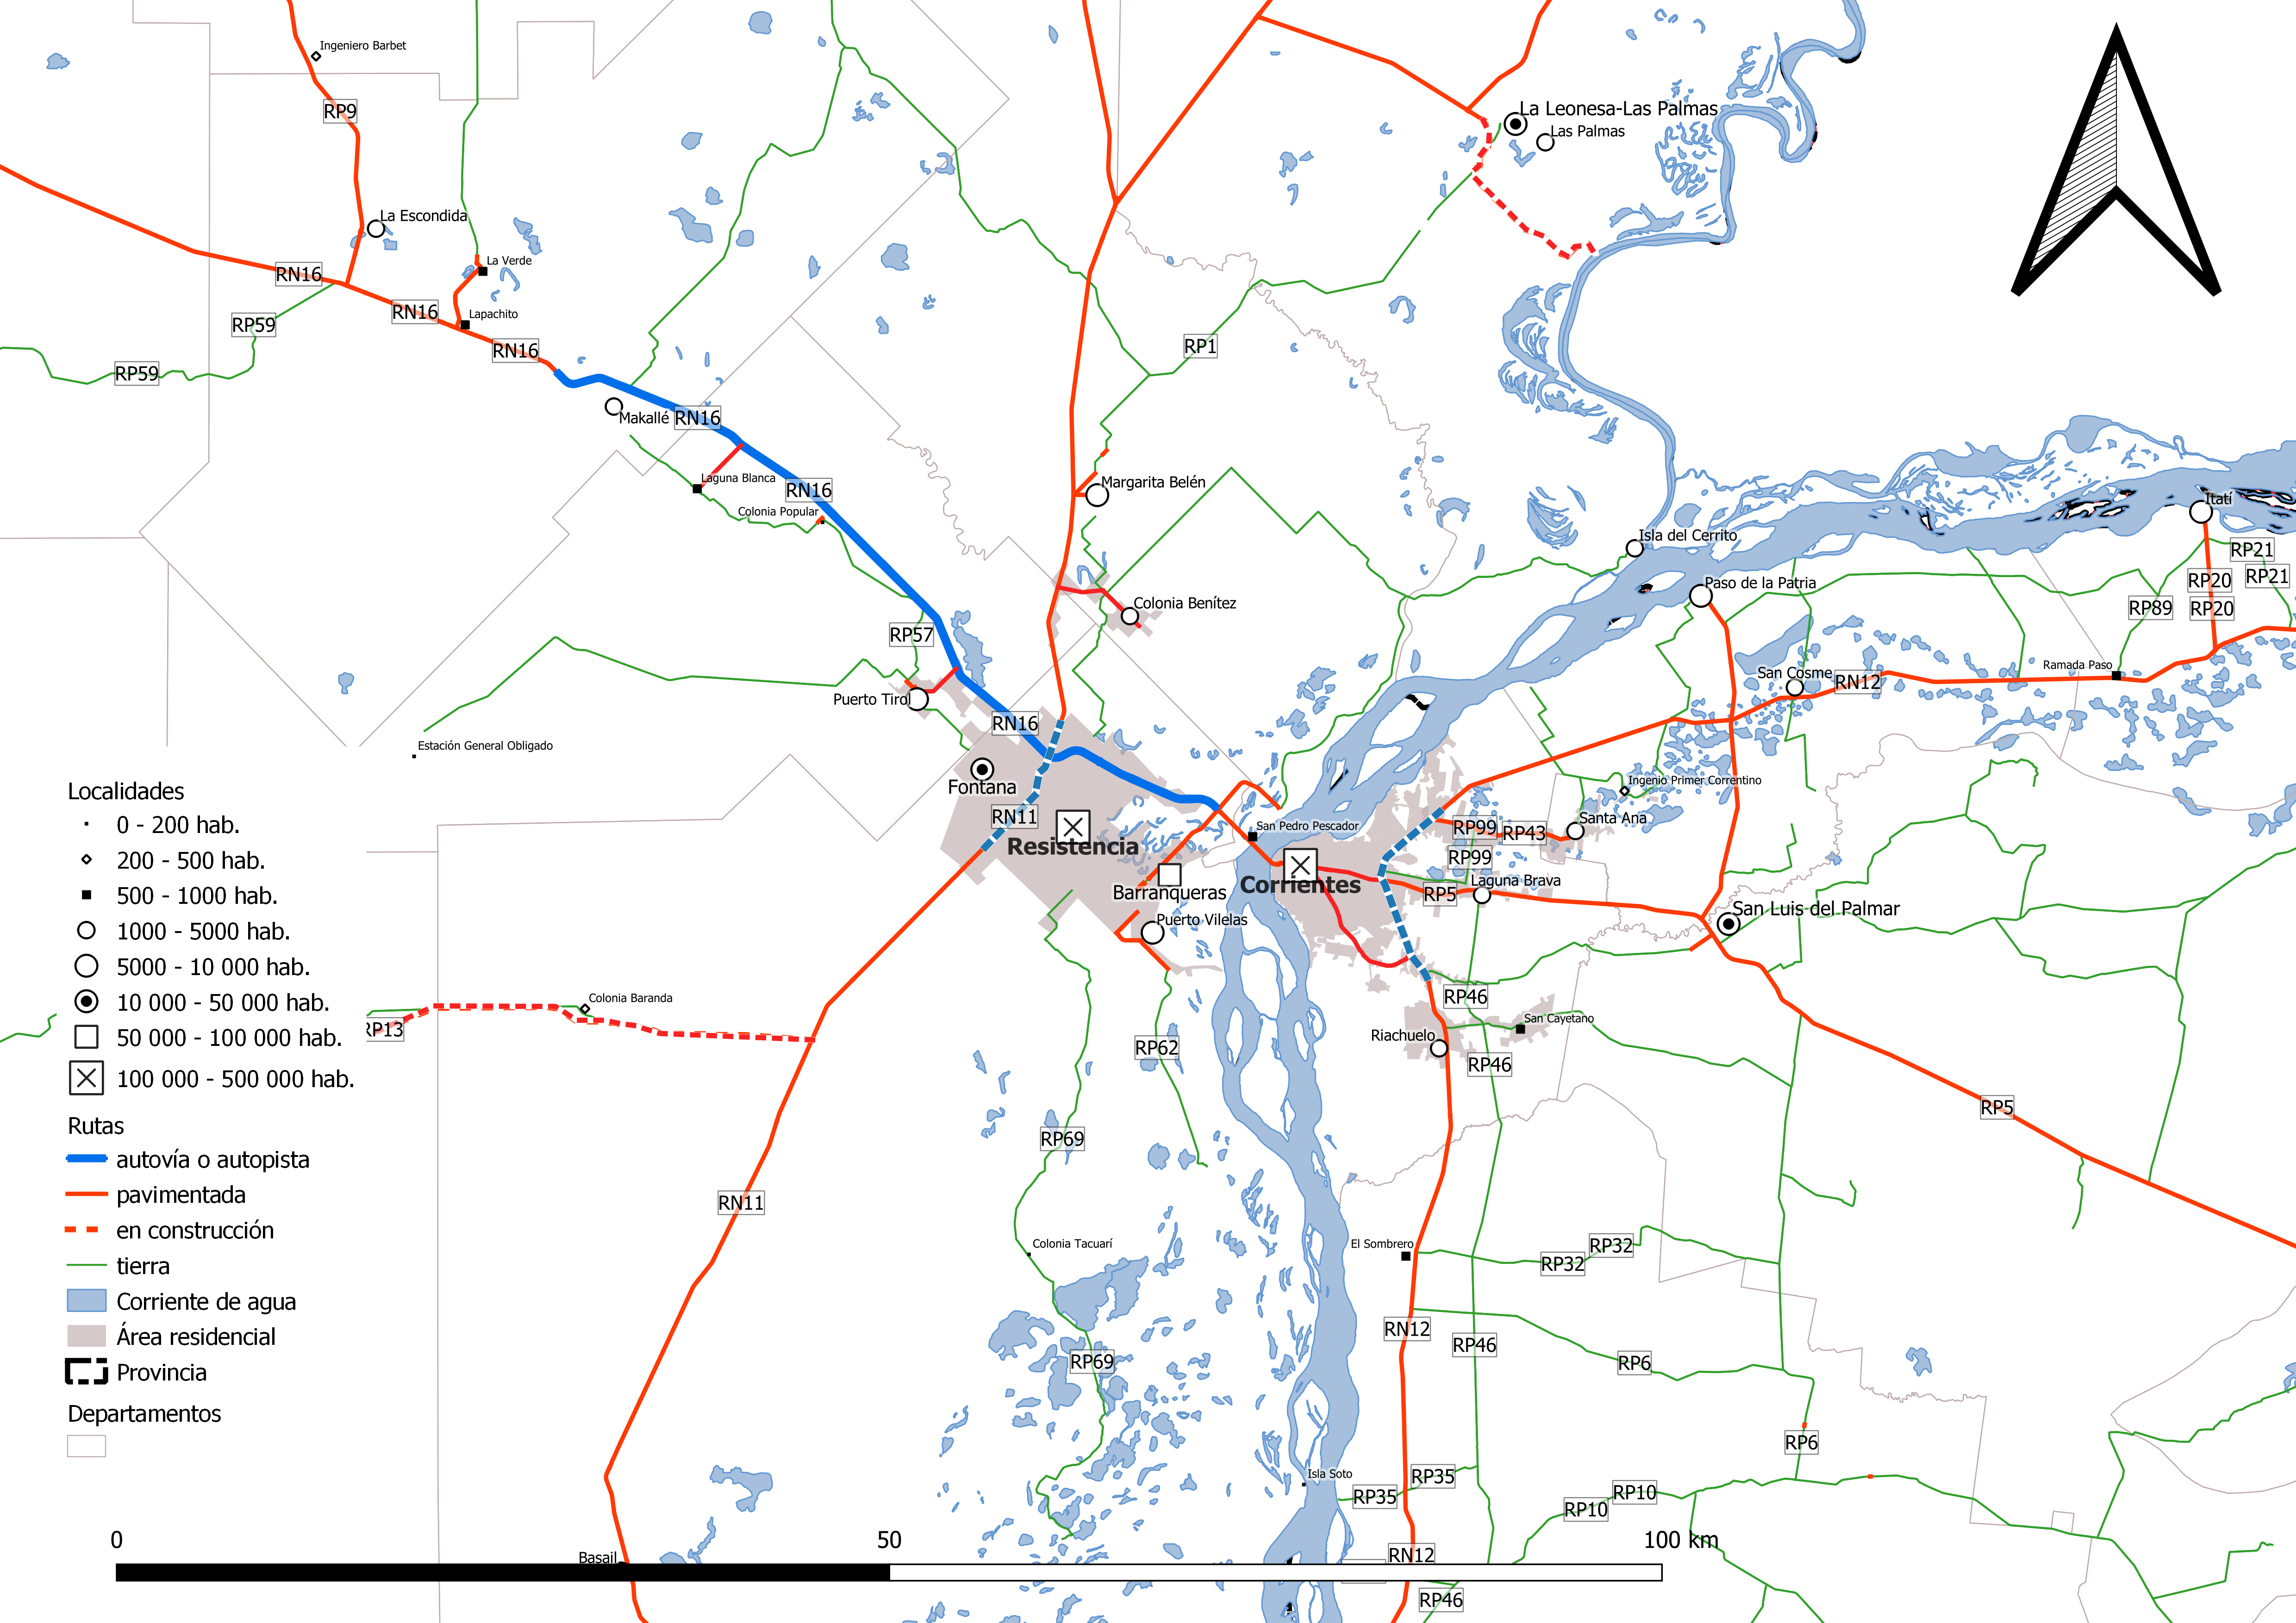 Ingeniero Barbet
RP9
La Leonesa-Las Palmas
Las Palmas
La Escondida
La Verde
RN16
RN16
Lapachito
RP59
RN16
RP1
RP59
Makallé
RN16
Laguna Blanca
RN16
Margarita Belén
Colonia Popular
Itatí
Isla del Cerrito
RP21
RP20
RP21
Paso de la Patria
Colonia Benítez
RP89
RP20
RP57
Ramada Paso
San Cosme
RN12
Puerto Tirol
RN16
Estación General Obligado
Fontana
Ingenio Primer Correntino
RN11
Santa Ana
San Pedro Pescador
RP99
RP43
Resistencia
RP99
Laguna Brava
Corrientes
Barranqueras
RP5
San Luis del Palmar
Puerto Vilelas
Localidades
0 - 200 hab.
200 - 500 hab.
500 - 1000 hab.
1000 - 5000 hab.
5000 - 10 000 hab.
10 000 - 50 000 hab.
50 000 - 100 000 hab.
100 000 - 500 000 hab.
Rutas
autovía o autopista
pavimentada
en construcción
tierra
Corriente de agua
Área residencial
Provincia
Departamentos
Colonia Baranda
RP13
RP46
San Cayetano
Riachuelo
RP62
RP46
RP5
RP69
RN11
Colonia Tacuarí
El Sombrero
RP32
RP32
RN12
RP46
RP69
RP6
RP6
Isla Soto
RP35
RP35
RP10
RP10
Basail
RN12
RP46
0
50
100 km